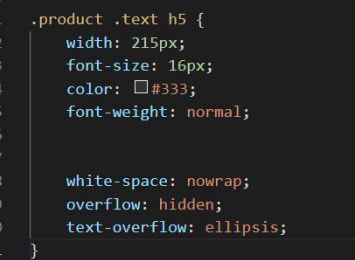 .product .text h5 {
width: 215px;
font-size: 16px;
color: #333;
font-weight: normal;
white-space: nowrap;
overflow: hidden;
text-overflow: ellipsis;
}